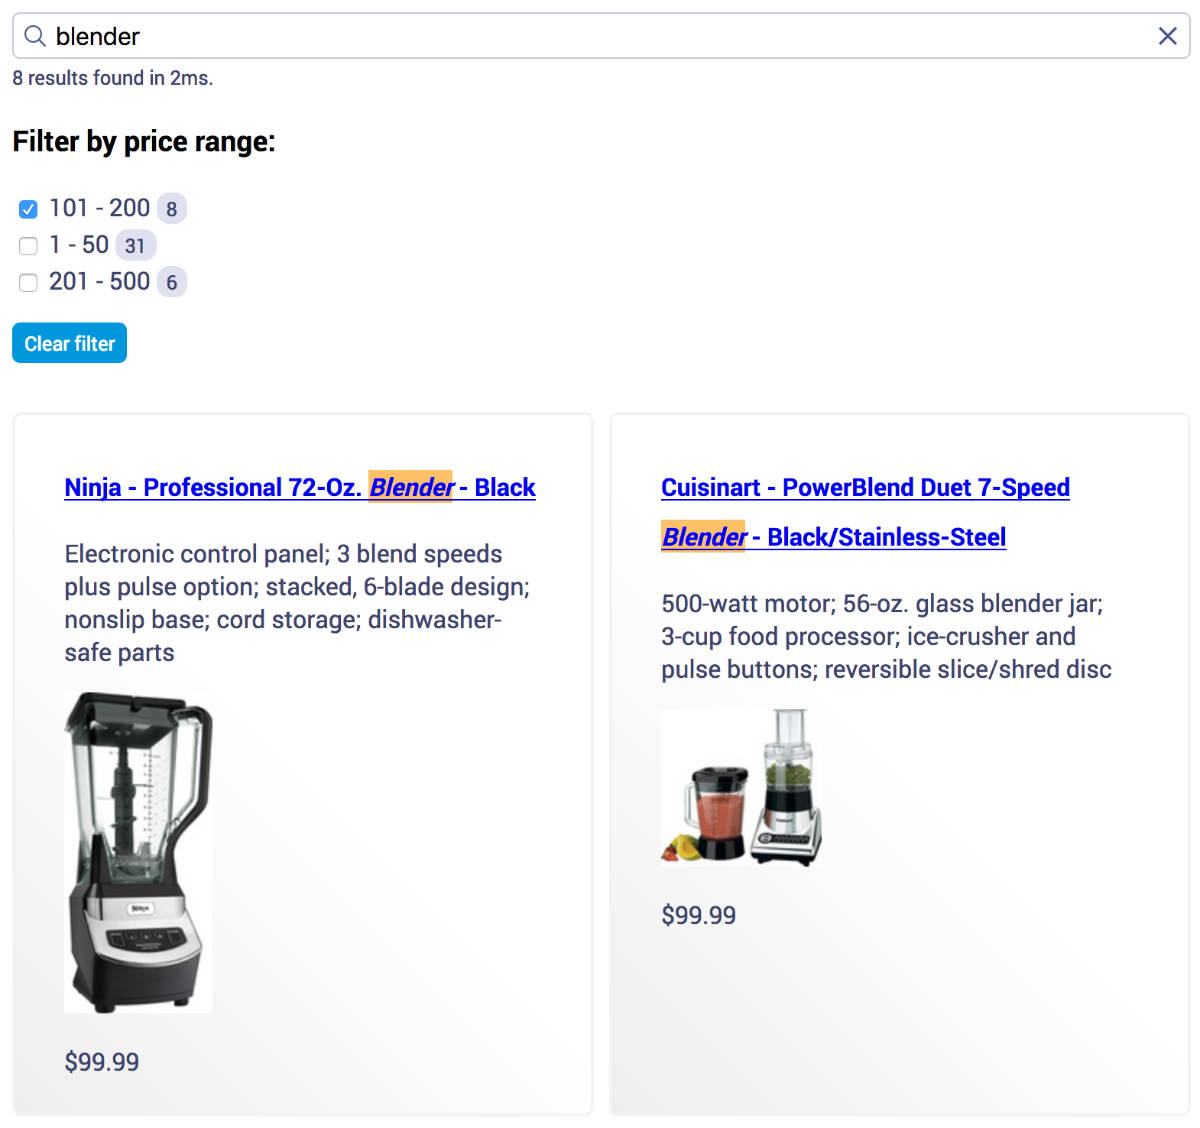 blender
8 results found in 2ms.
Filter by price range:
101 - 200 8
1 - 50 31
201 - 500 6
Clear filter
Ninja - Professional 72-Oz. Blender - Black
Electronic control panel; 3 blend speeds
plus pulse option; stacked, 6-blade design;
nonslip base; cord storage; dishwasher-
safe parts
NINJA
$99.99
Cuisinart - PowerBlend Duet 7-Speed
Blender - Black/Stainless-Steel
500-watt motor; 56-oz. glass blender jar;
3-cup food processor; ice-crusher and
pulse buttons; reversible slice/shred disc
$99.99